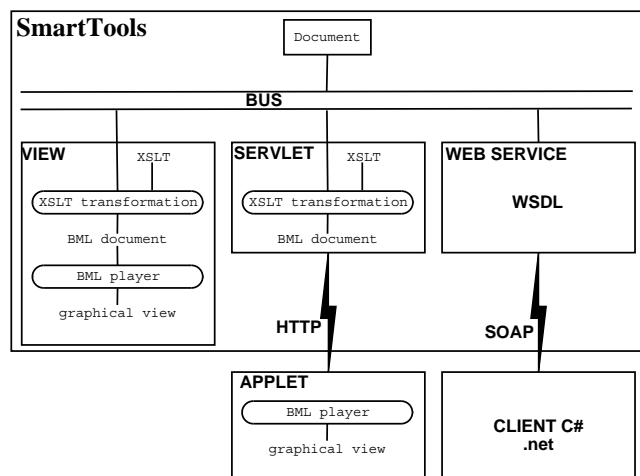 SmartTools
Document
BUS
VIEW
XSLT
XSLT transformation
BML document
BML player
graphical view
SERVLET
XSLT
XSLT transformation
BML document
WEB SERVICE
WSDL
HTTP
SOAP
APPLET
BML player
graphical view
CLIENT C#
.net